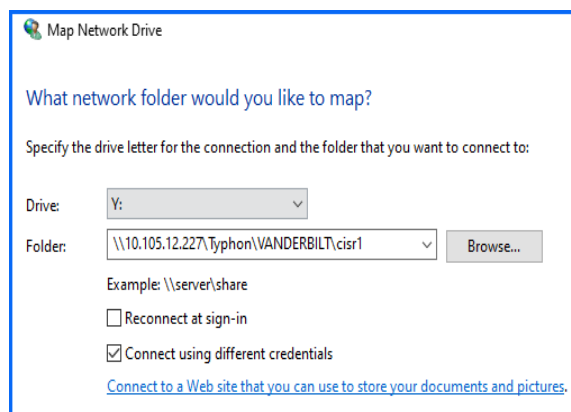 Map Network Drive
What network folder would you like to map?
Specify the drive letter for the connection and the folder that you want to connect to:
Drive: Y:
Folder: \\10.105.12.227\Typhon\VANDERBILT\cisr1 Browse...
Example: \\server\share
Reconnect at sign-in
Connect using different credentials
Connect to a Web site that you can use to store your documents and pictures.